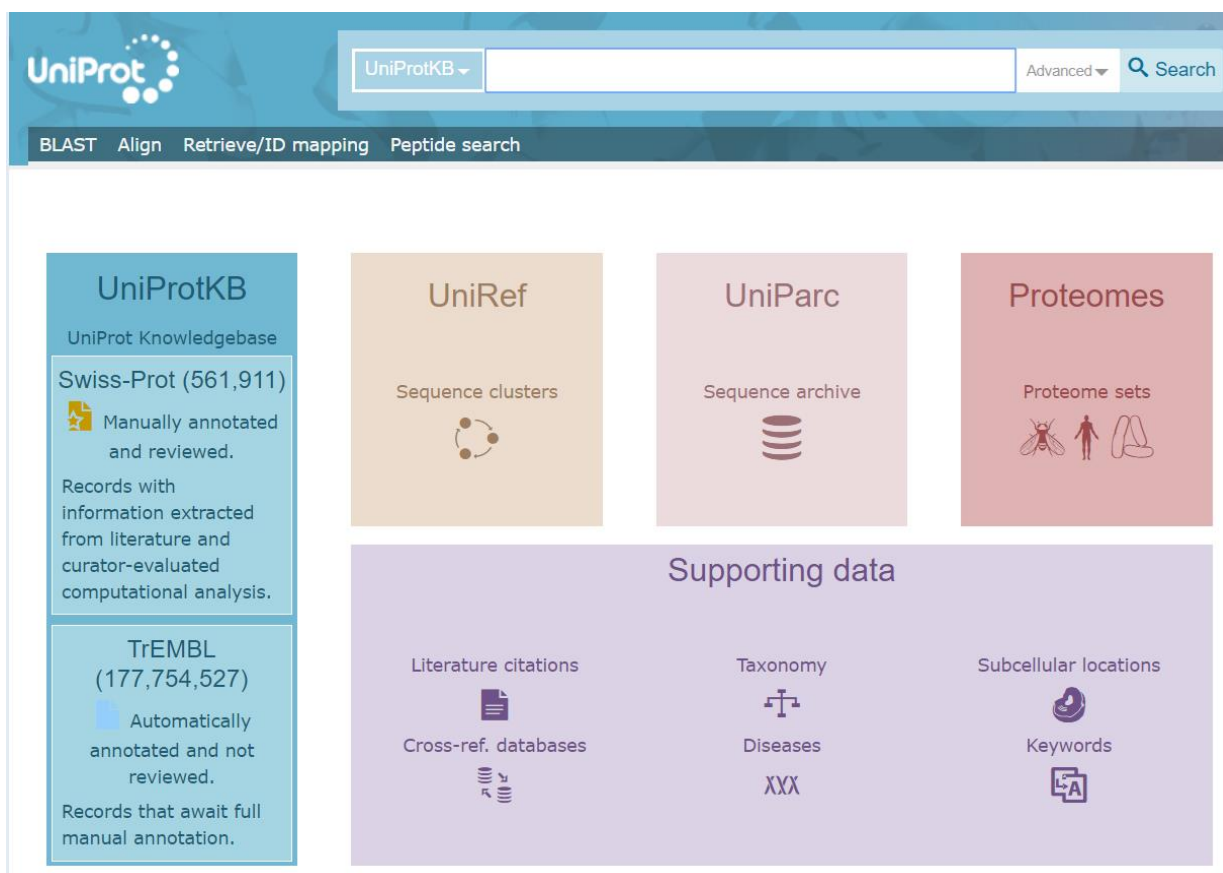 UniProt
UniProtKB
Advanced
Search
BLAST Align Retrieve/ID mapping Peptide search
UniProtKB
UniProt Knowledgebase
Swiss-Prot (561,911)
Manually annotated
and reviewed.
Records with
information extracted
from literature and
curator-evaluated
computational analysis.
TrEMBL
(177,754,527)
Automatically
annotated and not
reviewed.
Records that await full
manual annotation.
UniRef
Sequence clusters
UniParc
Sequence archive
Proteomes
Proteome sets
Supporting data
Literature citations
Taxonomy
Subcellular locations
Cross-ref. databases
Diseases
Keywords